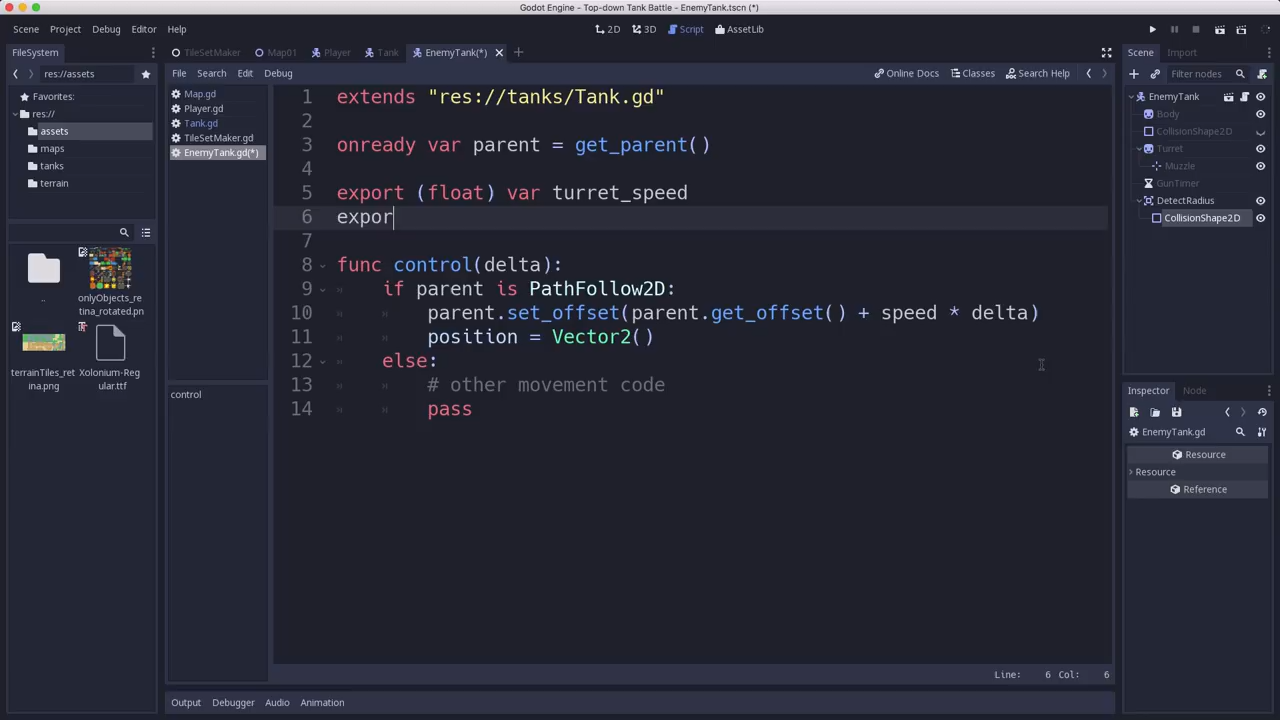 Godot Engine - Top-down Tank Battle - EnemyTank.tscn (*)
Scene Project Debug Editor Help
2D 3D Script AssetLib
FileSystem
TileSetMaker Map01 Player Tank EnemyTank(*)
Scene Import
res://assets
File Search Edit Debug
Online Docs Classes Search Help
Filter nodes
Favorites:
res://
assets
maps
tanks
terrain
Map.gd
Player.gd
Tank.gd
TileSetMaker.gd
EnemyTank.gd(*)
1 extends "res://tanks/Tank.gd"
2
3 onready var parent = get_parent()
4
5 export (float) var turret_speed
6 expor
7
8 func control(delta):
9 if parent is PathFollow2D:
10 parent.set_offset(parent.get_offset() + speed * delta)
11 position = Vector2()
12 else:
13 # other movement code
14 pass
EnemyTank
Body
CollisionShape2D
Turret
Muzzle
GunTimer
DetectRadius
CollisionShape2D
..
onlyObjects_re
tina_rotated.pn
terrainTiles_ret
ina.png
Xolonium-Reg
ular.ttf
control
Inspector Node
EnemyTank.gd
Resource
Resource
Reference
Line: 6 Col: 6
Output Debugger Audio Animation